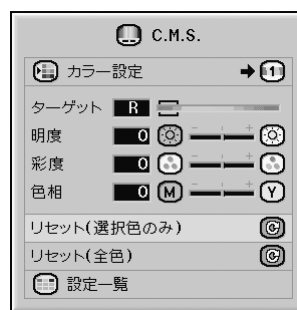 C.M.S.
カラー設定 1
ターゲット R
明度 0
彩度 0
色相 0 M Y
リセット(選択色のみ)
リセット(全色)
設定一覧